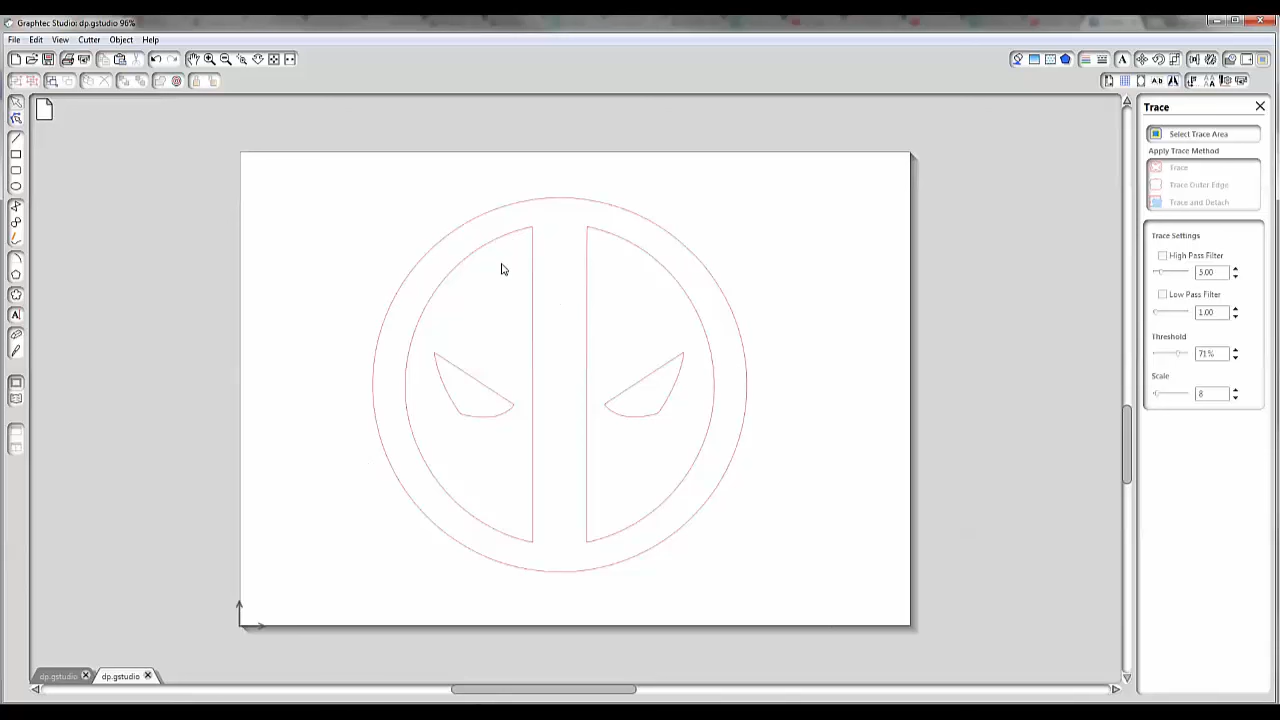 Graphtec Studio: dp.gstudio 96%
File Edit View Cutter Object Help
Trace
Select Trace Area
Apply Trace Method
Trace
Trace Outer Edge
Trace and Detach
Trace Settings
High Pass Filter
5.00
Low Pass Filter
1.00
Threshold
71%
Scale
8
dp.gstudio dp.gstudio